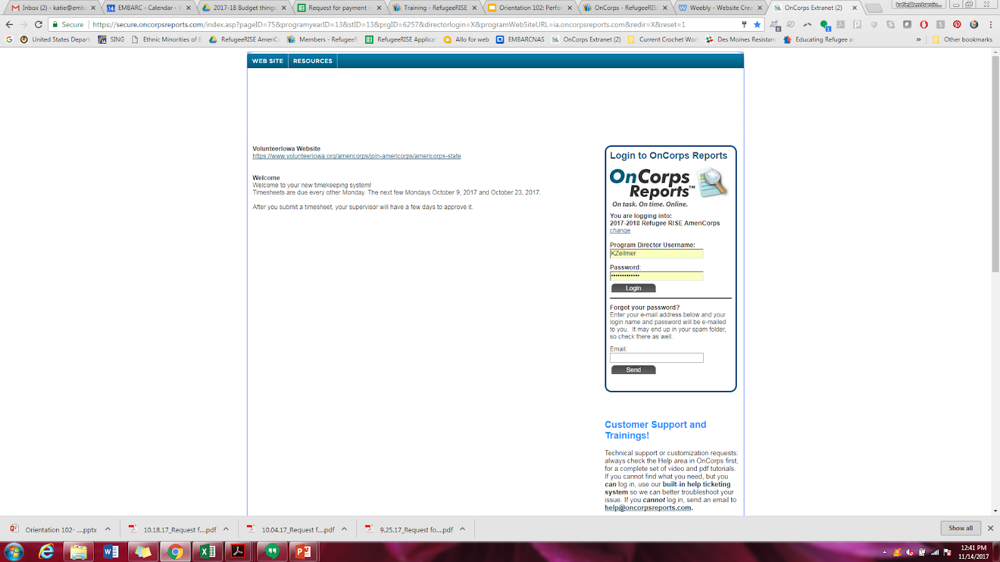 Inbox (2) - katie@emb
EMBARC - Calendar - W
2017-18 Budget things
Request for payment -
Training - RefugeeRISE
Orientation 102: Perfo
OnCorps - RefugeeRISE
Weebly - Website Crea
OnCorps Extranet (2)
katie@embarcio...
Secure
https://secure.oncorpsreports.com/index.asp?pageID=75&programyearID=13&stID=13&prgID=6257&directorlogin=X&programWebSiteURL=ia.oncorpsreports.com&redir=X&reset=1
United States Depart
SING
Ethnic Minorities of B
RefugeeRISE AmeriCo
Members - RefugeeR
RefugeeRISE Applicat
Allo for web
EMBARCNAS
OnCorps Extranet (2)
Current Crochet Wor
Des Moines Resistanc
Educating Refugee an
»
Other bookmarks
WEB SITE
RESOURCES
VolunteerIowa Website
https://www.volunteeriowa.org/americorps/join-americorps/americorps-state
Welcome
Welcome to your new timekeeping system!
Timesheets are due every other Monday. The next few Mondays October 9, 2017 and October 23, 2017.
After you submit a timesheet, your supervisor will have a few days to approve it.
Login to OnCorps Reports
OnCorps
Reports™
On task. On time. Online.
You are logging into:
2017-2018 Refugee RISE AmeriCorps
change
Program Director Username:
KZellmer
Password:
•••••••••••••
Login
Forgot your password?
Enter your e-mail address below and your
login name and password will be e-mailed
to you. It may end up in your spam folder,
so check there as well.
Email:
Send
Customer Support and
Trainings!
Technical support or customization requests:
always check the Help area in OnCorps first,
for a complete set of video and pdf tutorials.
If you cannot find what you need, but you
can log in, use our built-in help ticketing
system so we can better troubleshoot your
issue. If you cannot log in, send an email to
help@oncorpsreports.com.
Orientation 102- ....pptx
10.18.17_Request f....pdf
10.04.17_Request f....pdf
9.25.17_Request fo....pdf
Show all
12:41 PM
11/14/2017